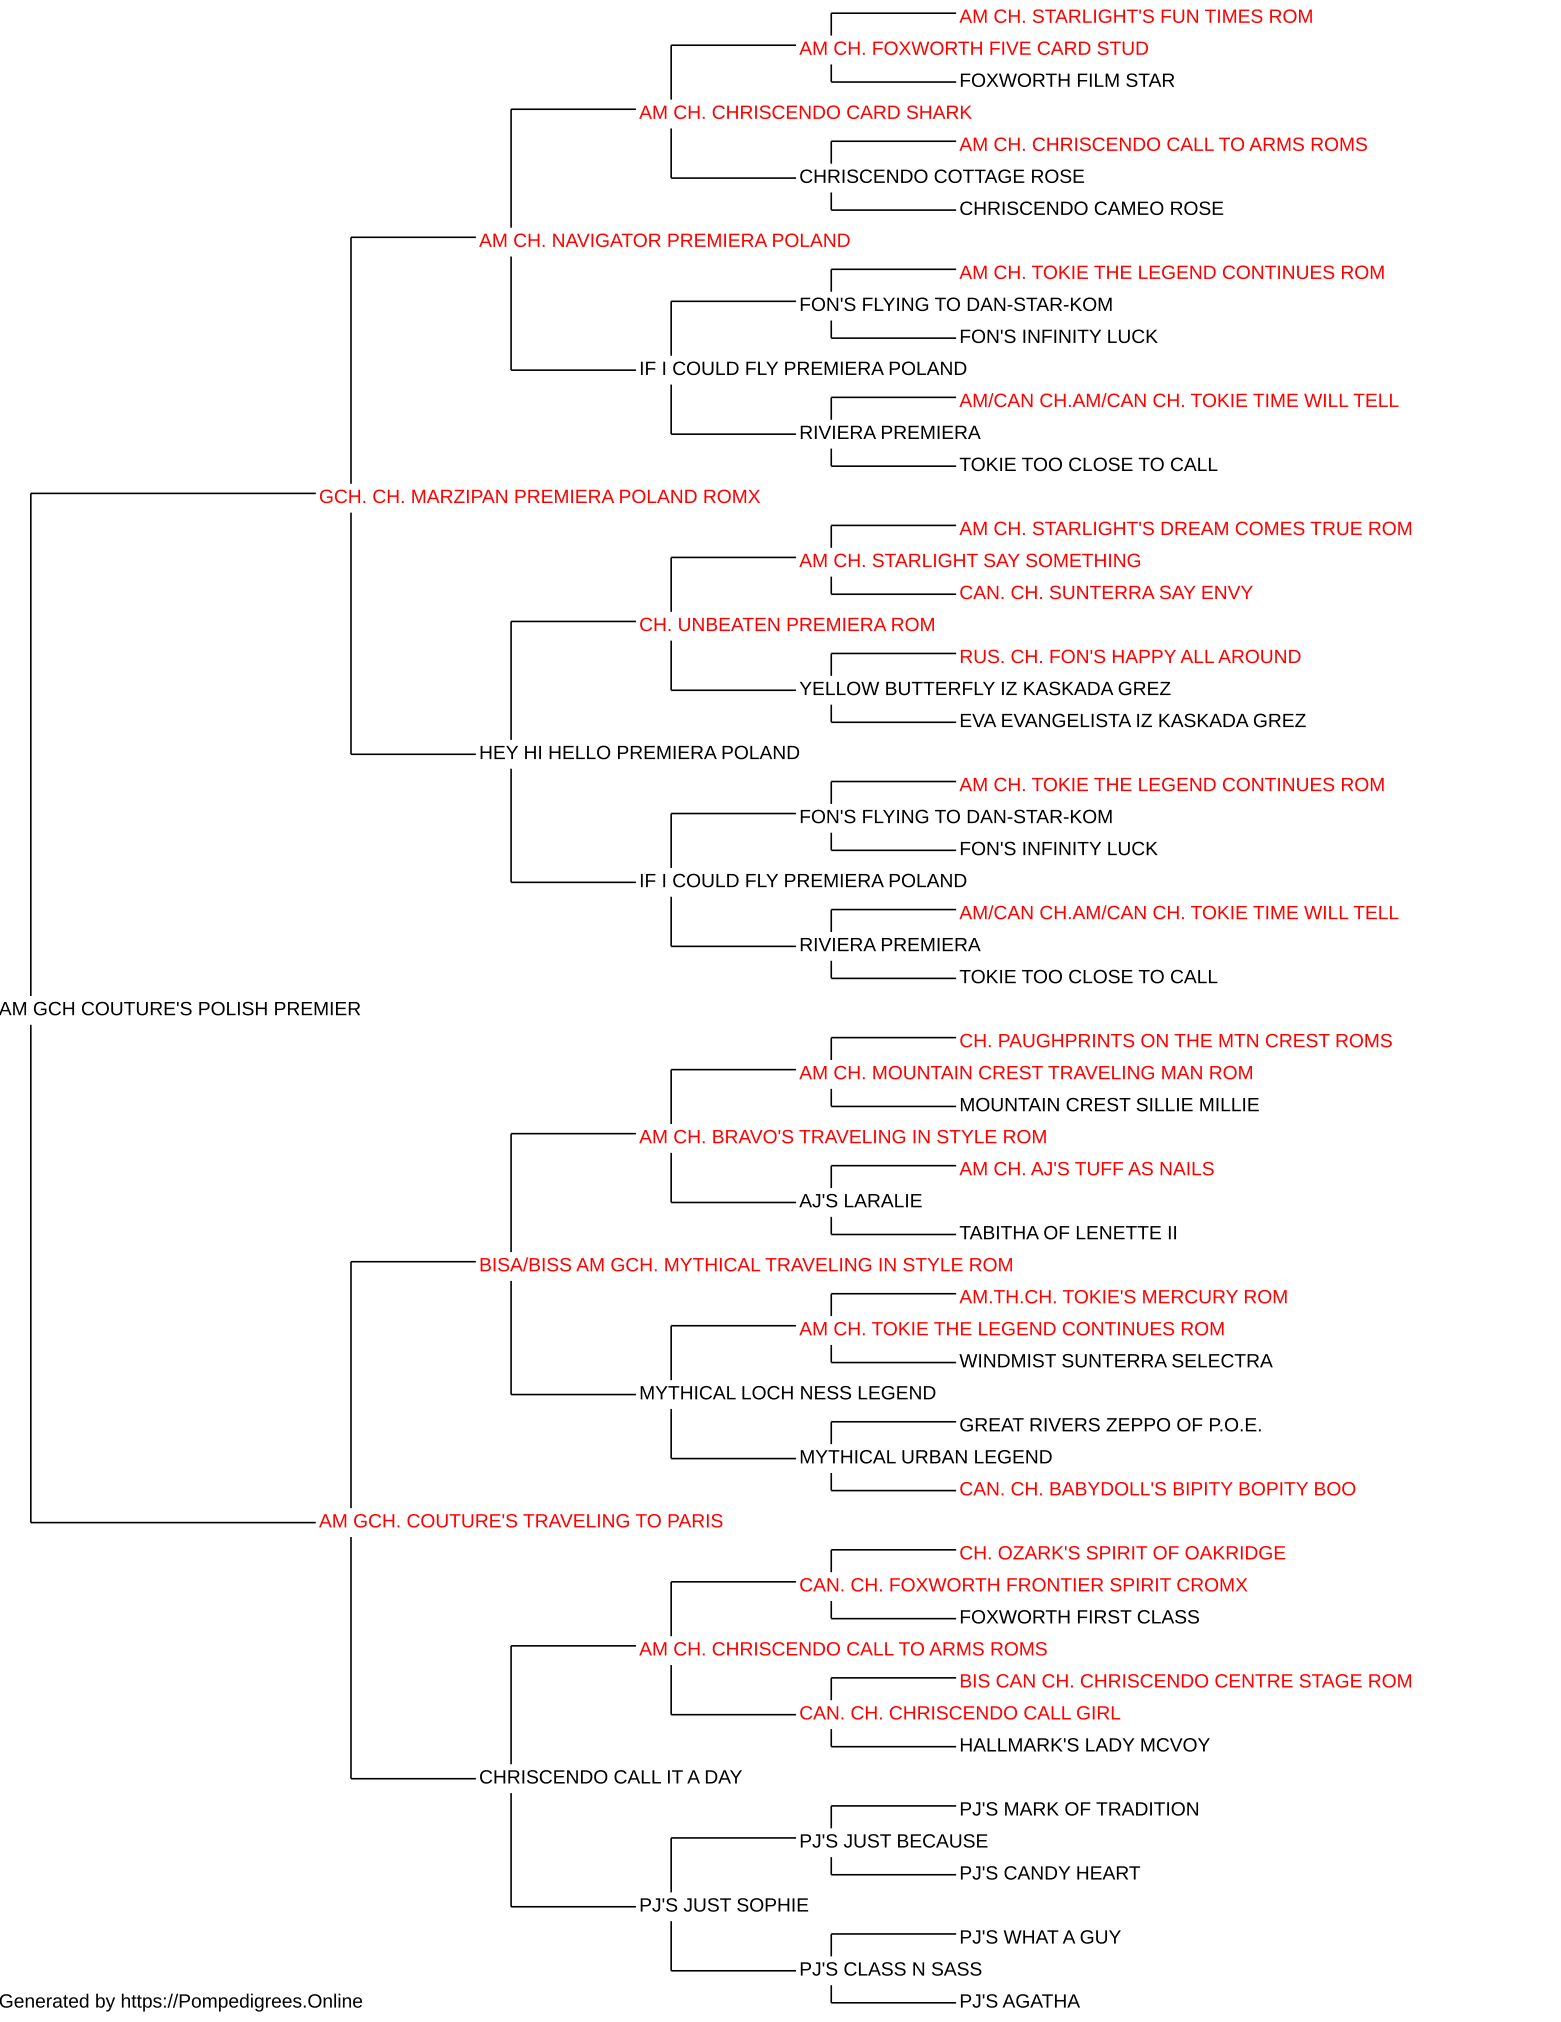 AM CH. STARLIGHT'S FUN TIMES ROM
AM CH. FOXWORTH FIVE CARD STUD
FOXWORTH FILM STAR
AM CH. CHRISCENDO CARD SHARK
AM CH. CHRISCENDO CALL TO ARMS ROMS
CHRISCENDO COTTAGE ROSE
CHRISCENDO CAMEO ROSE
AM CH. NAVIGATOR PREMIERA POLAND
AM CH. TOKIE THE LEGEND CONTINUES ROM
FON'S FLYING TO DAN-STAR-KOM
FON'S INFINITY LUCK
IF I COULD FLY PREMIERA POLAND
AM/CAN CH.AM/CAN CH. TOKIE TIME WILL TELL
RIVIERA PREMIERA
TOKIE TOO CLOSE TO CALL
GCH. CH. MARZIPAN PREMIERA POLAND ROMX
AM CH. STARLIGHT'S DREAM COMES TRUE ROM
AM CH. STARLIGHT SAY SOMETHING
CAN. CH. SUNTERRA SAY ENVY
CH. UNBEATEN PREMIERA ROM
RUS. CH. FON'S HAPPY ALL AROUND
YELLOW BUTTERFLY IZ KASKADA GREZ
EVA EVANGELISTA IZ KASKADA GREZ
HEY HI HELLO PREMIERA POLAND
AM CH. TOKIE THE LEGEND CONTINUES ROM
FON'S FLYING TO DAN-STAR-KOM
FON'S INFINITY LUCK
IF I COULD FLY PREMIERA POLAND
AM/CAN CH.AM/CAN CH. TOKIE TIME WILL TELL
RIVIERA PREMIERA
TOKIE TOO CLOSE TO CALL
AM GCH COUTURE'S POLISH PREMIER
CH. PAUGHPRINTS ON THE MTN CREST ROMS
AM CH. MOUNTAIN CREST TRAVELING MAN ROM
MOUNTAIN CREST SILLIE MILLIE
AM CH. BRAVO'S TRAVELING IN STYLE ROM
AM CH. AJ'S TUFF AS NAILS
AJ'S LARALIE
TABITHA OF LENETTE II
BISA/BISS AM GCH. MYTHICAL TRAVELING IN STYLE ROM
AM.TH.CH. TOKIE'S MERCURY ROM
AM CH. TOKIE THE LEGEND CONTINUES ROM
WINDMIST SUNTERRA SELECTRA
MYTHICAL LOCH NESS LEGEND
GREAT RIVERS ZEPPO OF P.O.E.
MYTHICAL URBAN LEGEND
CAN. CH. BABYDOLL'S BIPITY BOPITY BOO
AM GCH. COUTURE'S TRAVELING TO PARIS
CH. OZARK'S SPIRIT OF OAKRIDGE
CAN. CH. FOXWORTH FRONTIER SPIRIT CROMX
FOXWORTH FIRST CLASS
AM CH. CHRISCENDO CALL TO ARMS ROMS
BIS CAN CH. CHRISCENDO CENTRE STAGE ROM
CAN. CH. CHRISCENDO CALL GIRL
HALLMARK'S LADY MCVOY
CHRISCENDO CALL IT A DAY
PJ'S MARK OF TRADITION
PJ'S JUST BECAUSE
PJ'S CANDY HEART
PJ'S JUST SOPHIE
PJ'S WHAT A GUY
PJ'S CLASS N SASS
PJ'S AGATHA
Generated by https://Pompedigrees.Online